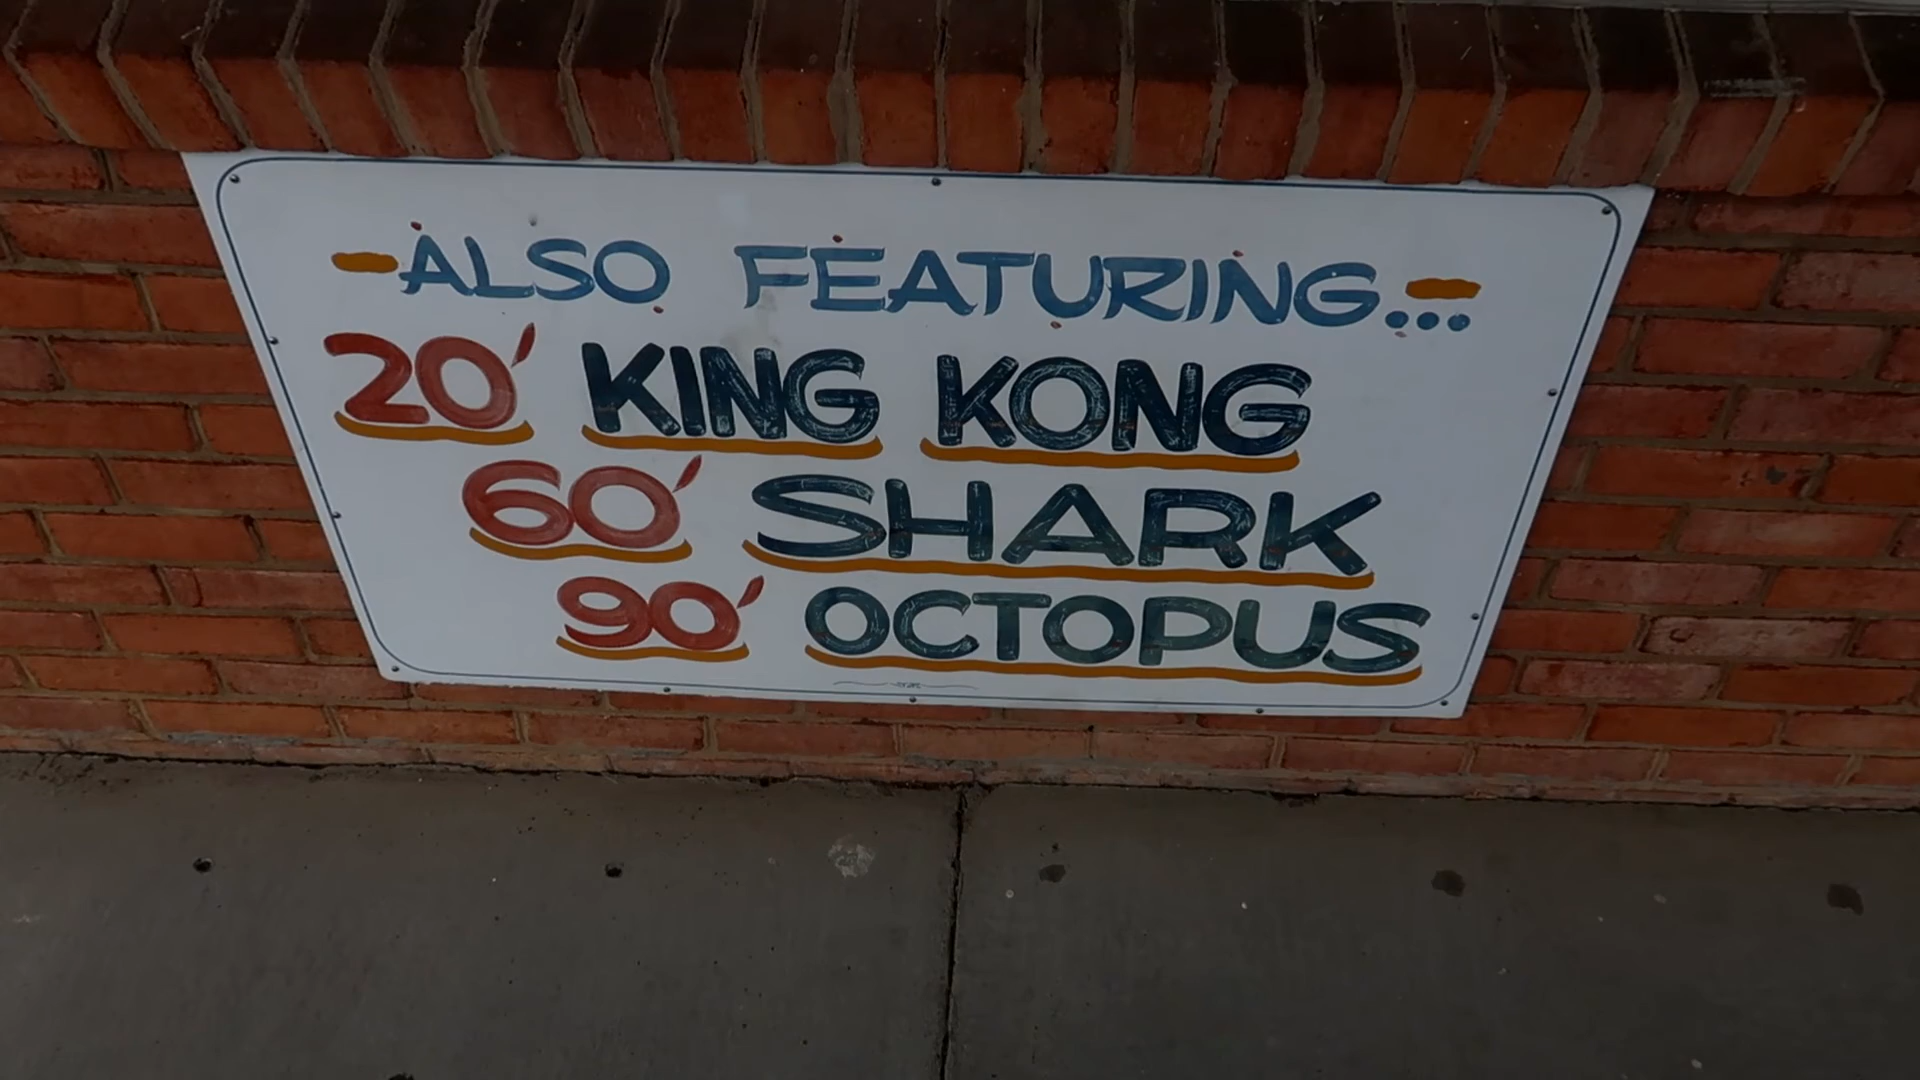 -ALSO FEATURING...-
20' KING KONG
60' SHARK
90' OCTOPUS